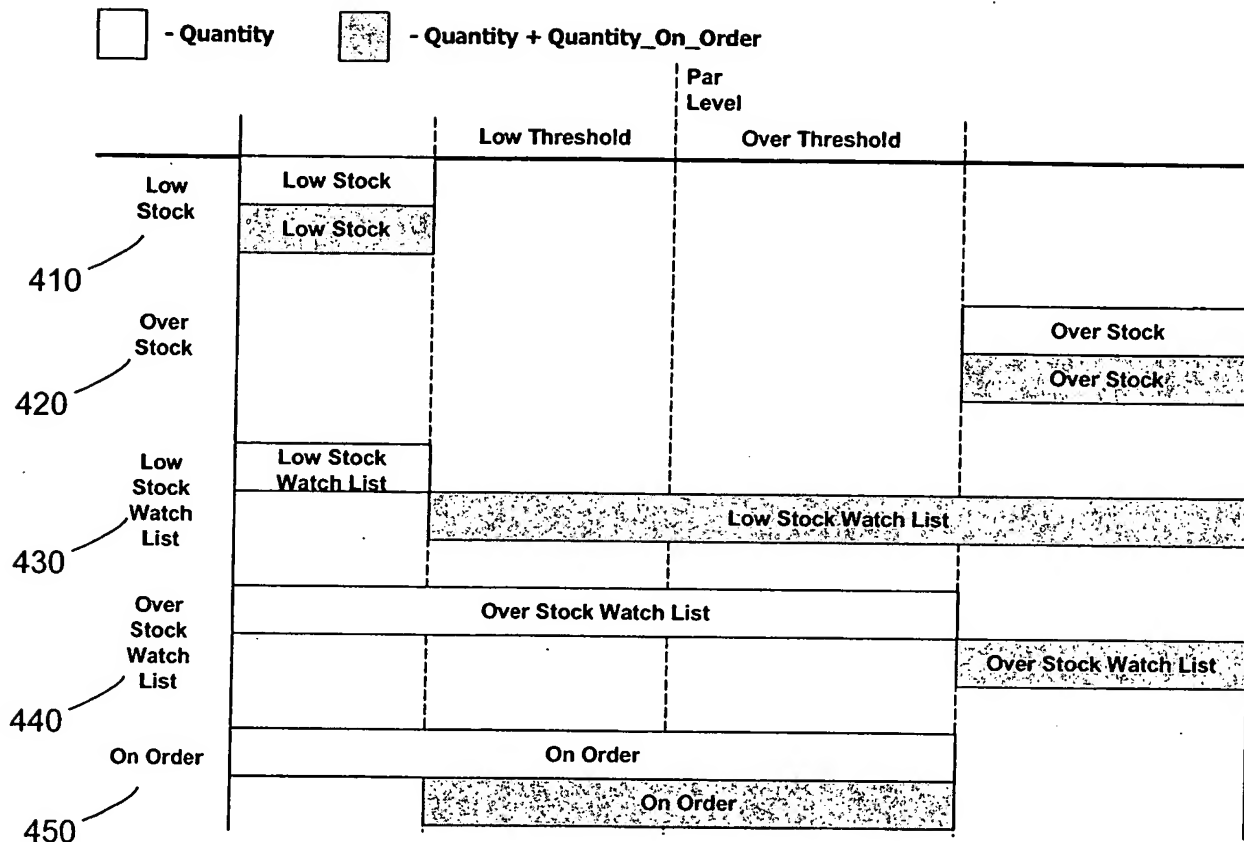 - Quantity
- Quantity + Quantity_On_Order
Par
Level
Low Threshold
Over Threshold
Low
Stock
Low Stock
Low Stock
410
Over
Stock
Over Stock
Over Stock
420
Low
Stock
Watch
List
Low Stock
Watch List
Low Stock Watch List
430
Over
Stock
Watch
List
Over Stock Watch List
Over Stock Watch List
440
On Order
On Order
On Order
450